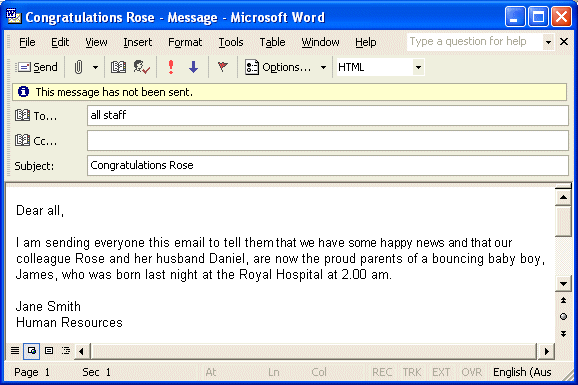 Congratulations Rose - Message - Microsoft Word
File Edit View Insert Format Tools Table Window Help Type a question for help
Send Options... HTML
This message has not been sent.
To... all staff
Cc...
Subject: Congratulations Rose
Dear all,
I am sending everyone this email to tell them that we have some happy news and that our
colleague Rose and her husband Daniel, are now the proud parents of a bouncing baby boy,
James, who was born last night at the Royal Hospital at 2.00 am.
Jane Smith
Human Resources
Page 1 Sec 1 At Ln Col REC TRK EXT OVR English (Aus